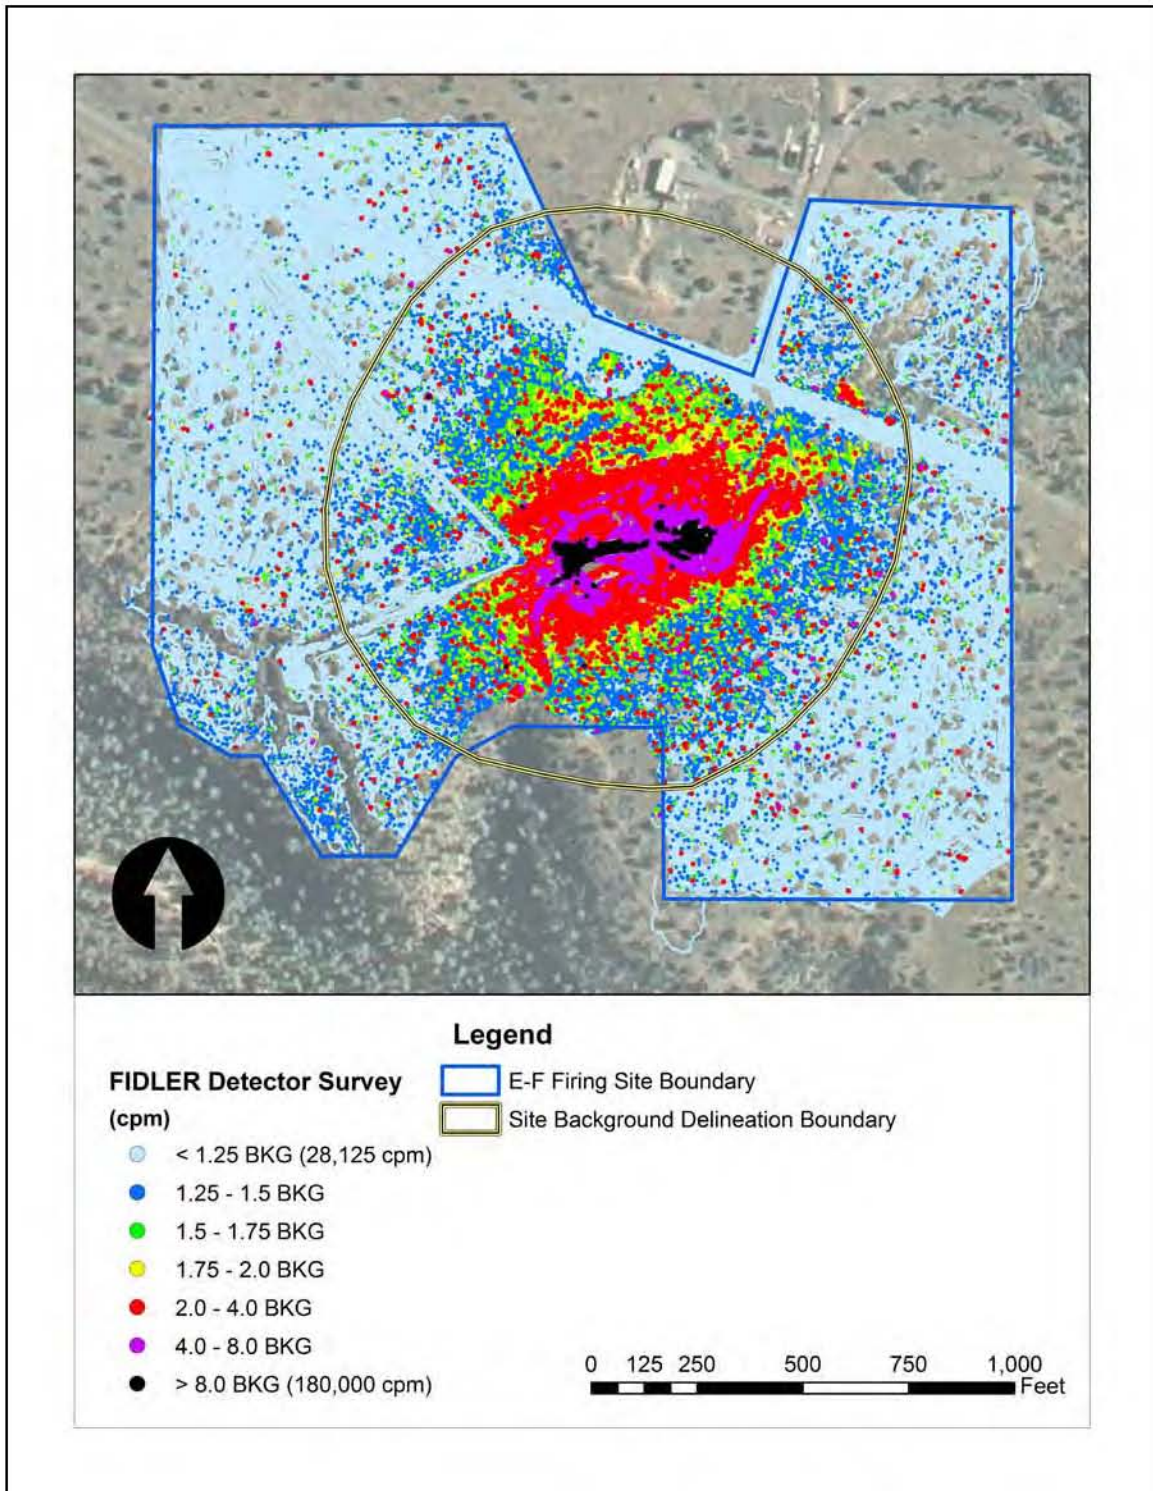 Legend
FIDLER Detector Survey
(cpm)
< 1.25 BKG (28,125 cpm)
1.25 - 1.5 BKG
1.5 - 1.75 BKG
1.75 - 2.0 BKG
2.0 - 4.0 BKG
4.0 - 8.0 BKG
> 8.0 BKG (180,000 cpm)
E-F Firing Site Boundary
Site Background Delineation Boundary
0 125 250 500 750 1,000
Feet